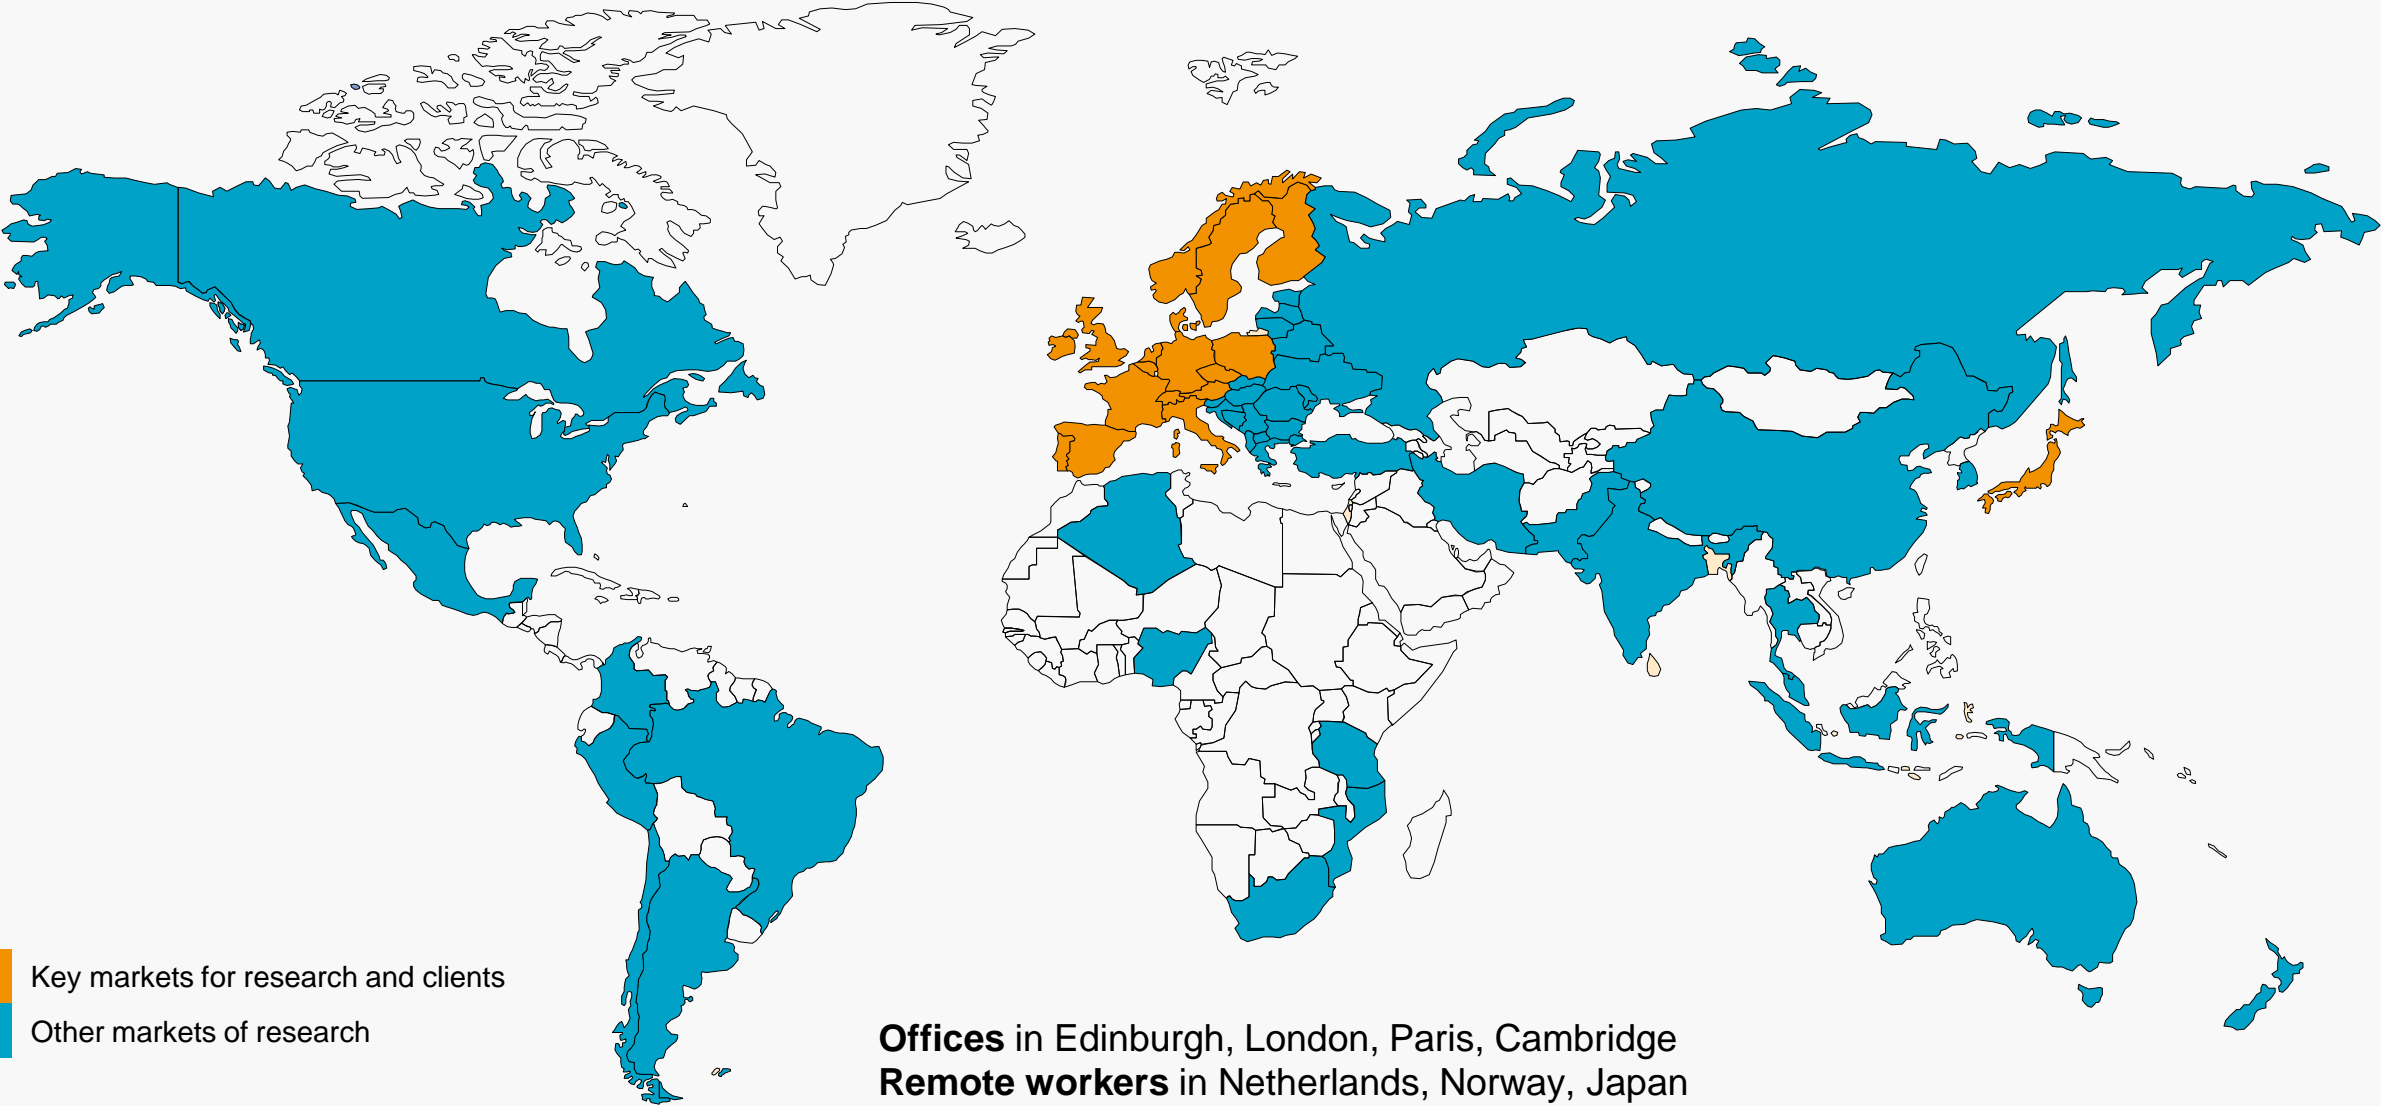 Key markets for research and clients
Other markets of research
Offices in Edinburgh, London, Paris, Cambridge
Remote workers in Netherlands, Norway, Japan